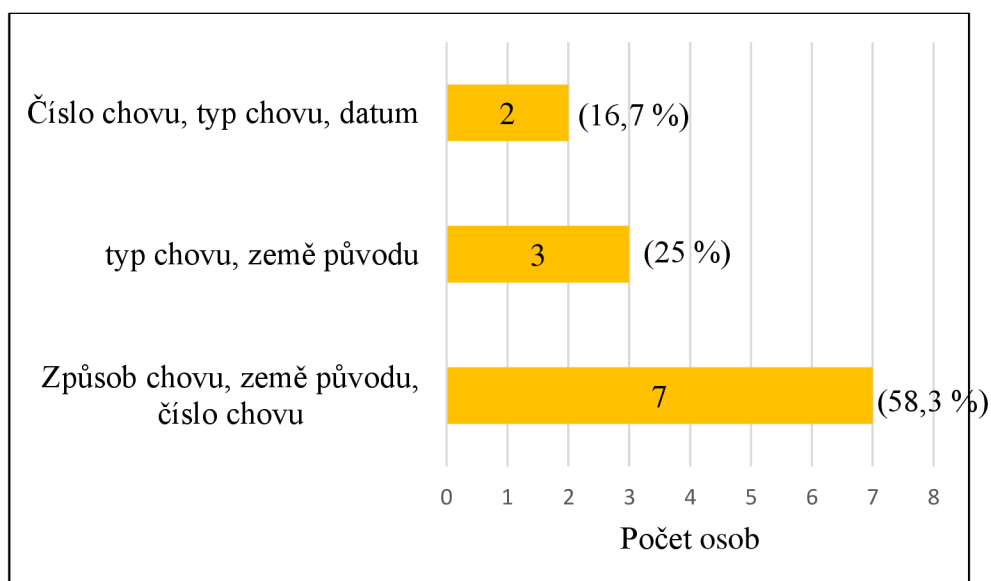 Číslo chovu, typ chovu, datum
2
(16,7 %)
typ chovu, země původu
3
(25 %)
Způsob chovu, země původu,
číslo chovu
7
(58,3 %)
0 1 2 3 4 5 6 7 8
Počet osob